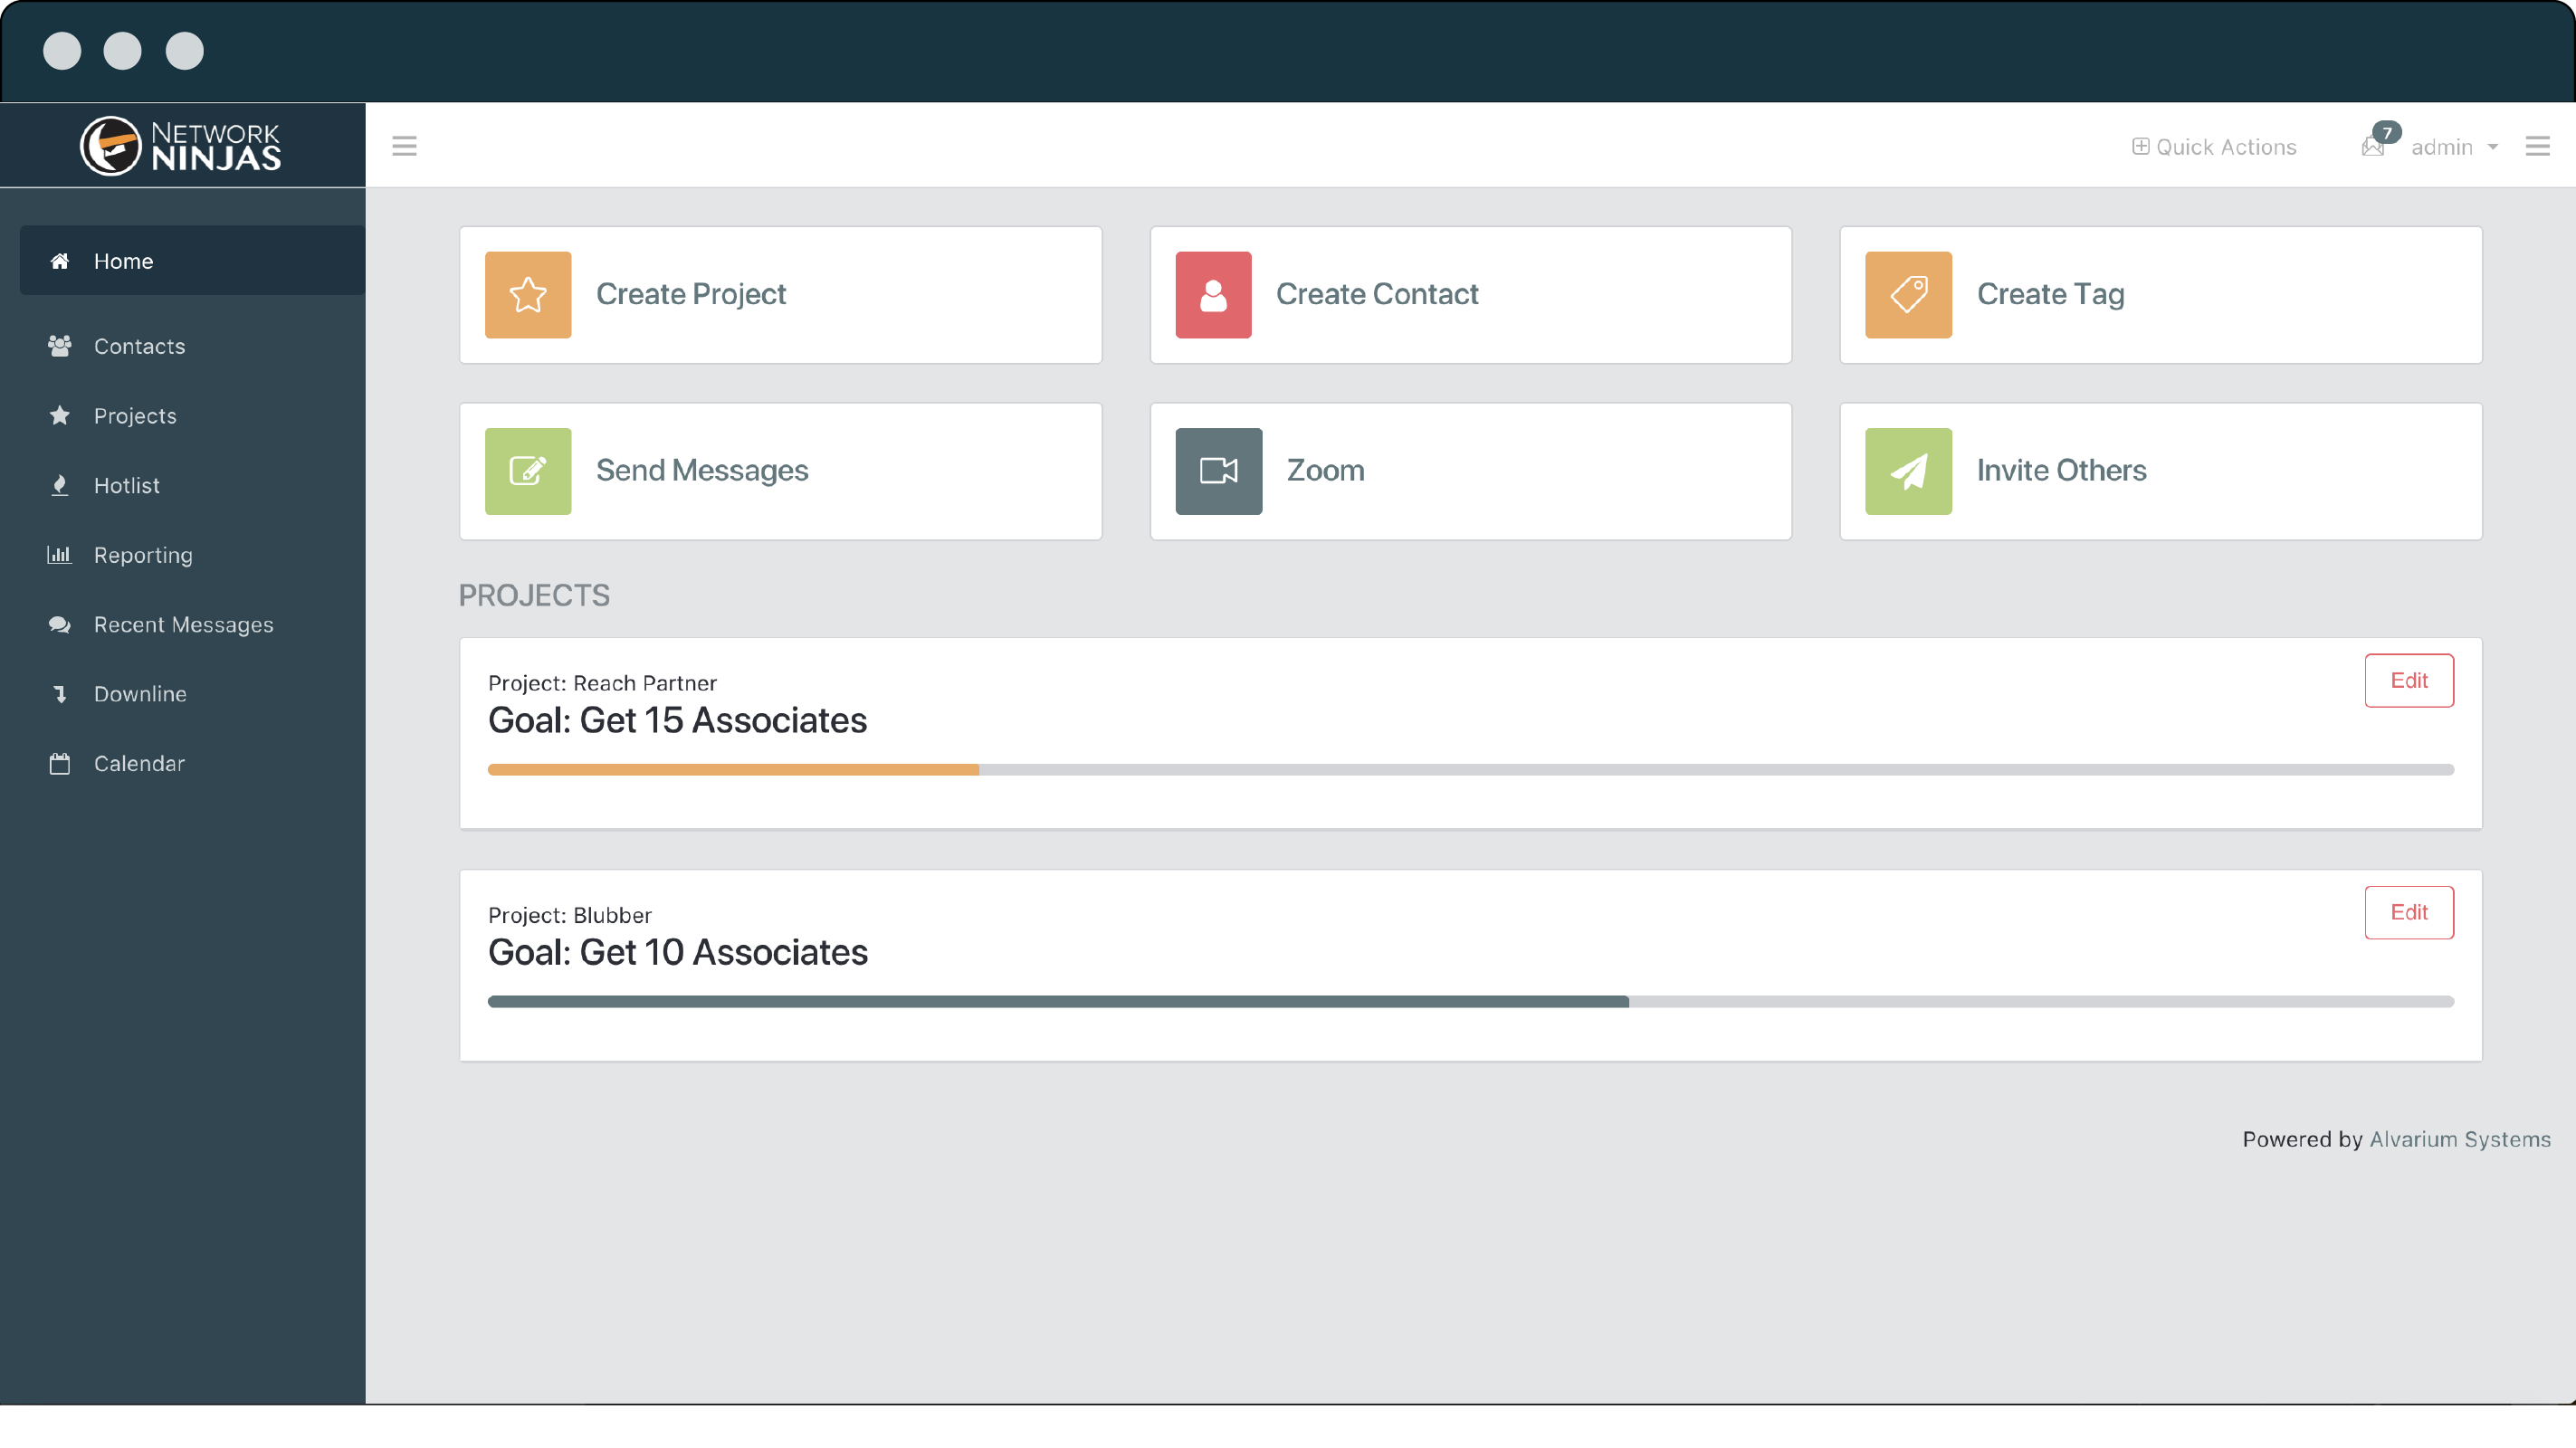 NETWORK
NINJAS
Quick Actions
7
admin
Home
Contacts
Projects
Hotlist
Reporting
Recent Messages
Downline
Calendar
Create Project
Create Contact
Create Tag
Send Messages
Zoom
Invite Others
PROJECTS
Project: Reach Partner
Edit
Goal: Get 15 Associates
Project: Blubber
Edit
Goal: Get 10 Associates
Powered by Alvarium Systems